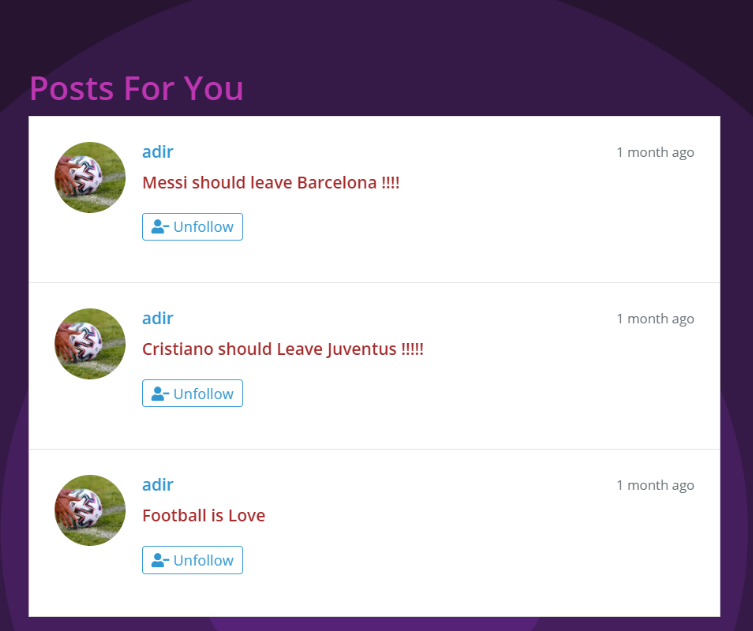 Posts For You
adir
1 month ago
Messi should leave Barcelona !!!!
Unfollow
adir
1 month ago
Cristiano should Leave Juventus !!!!!
Unfollow
adir
1 month ago
Football is Love
Unfollow